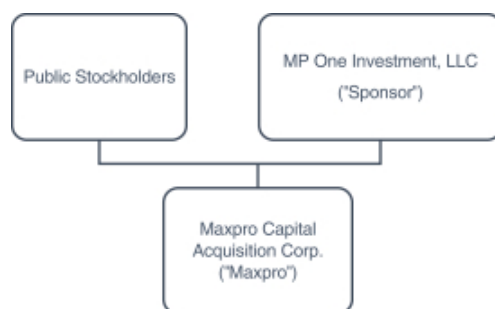 Public Stockholders
MP One Investment, LLC
("Sponsor")
Maxpro Capital
Acquisition Corp.
("Maxpro")